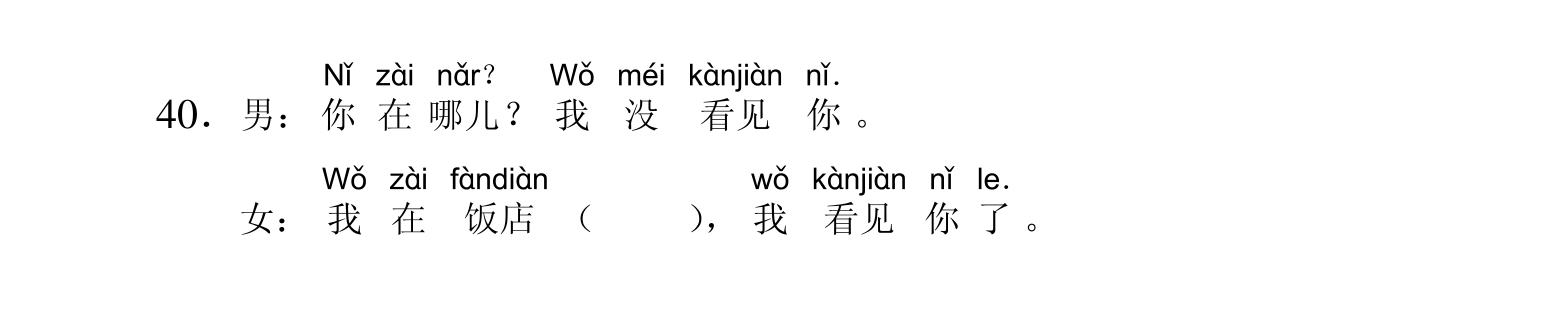 Nǐ zài nǎr? Wǒ méi kànjiàn nǐ.
40. 男：你在哪儿？我没看见你。
Wǒ zài fàndiàn wǒ kànjiàn nǐ le.
女：我在饭店（ ），我看见你了。